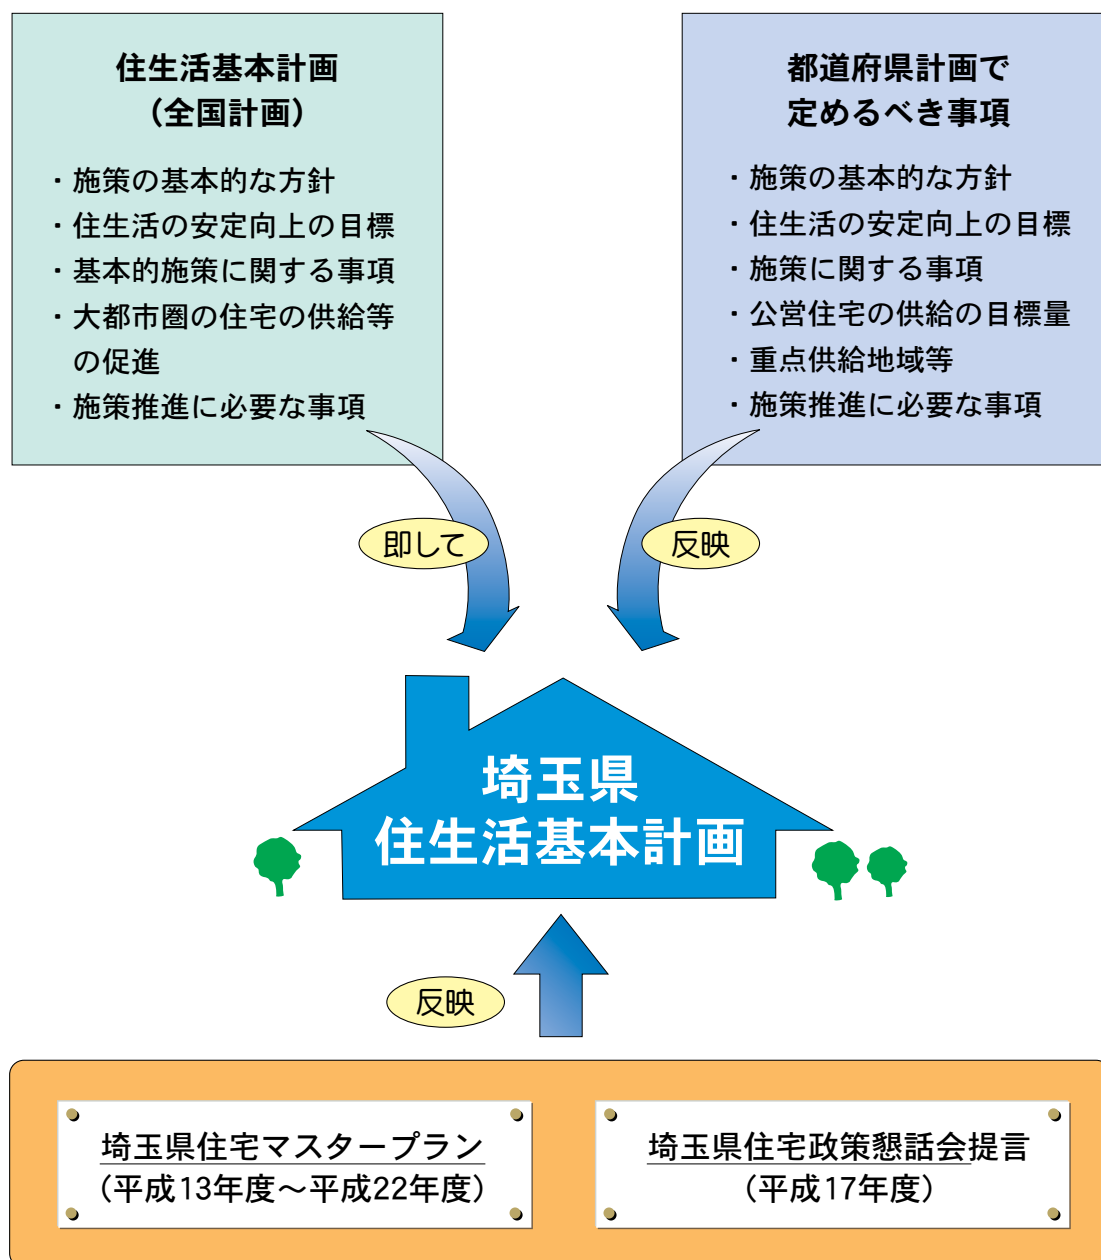 住生活基本計画
（全国計画）
・施策の基本的な方針
・住生活の安定向上の目標
・基本的施策に関する事項
・大都市圏の住宅の供給等
の促進
・施策推進に必要な事項
都道府県計画で
定めるべき事項
・施策の基本的な方針
・住生活の安定向上の目標
・施策に関する事項
・公営住宅の供給の目標量
・重点供給地域等
・施策推進に必要な事項
即して
反映
埼玉県
住生活基本計画
反映
埼玉県住宅マスタープラン
（平成13年度～平成22年度）
埼玉県住宅政策懇話会提言
（平成17年度）